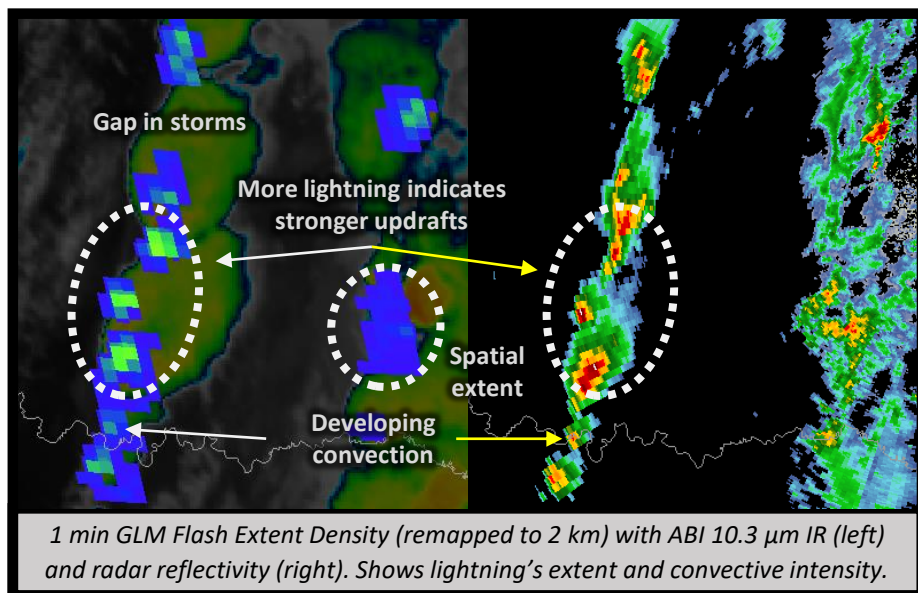 Gap in storms
More lightning indicates
stronger updrafts
Spatial
extent
Developing
convection
1 min GLM Flash Extent Density (remapped to 2 km) with ABI 10.3 µm IR (left)
and radar reflectivity (right). Shows lightning’s extent and convective intensity.